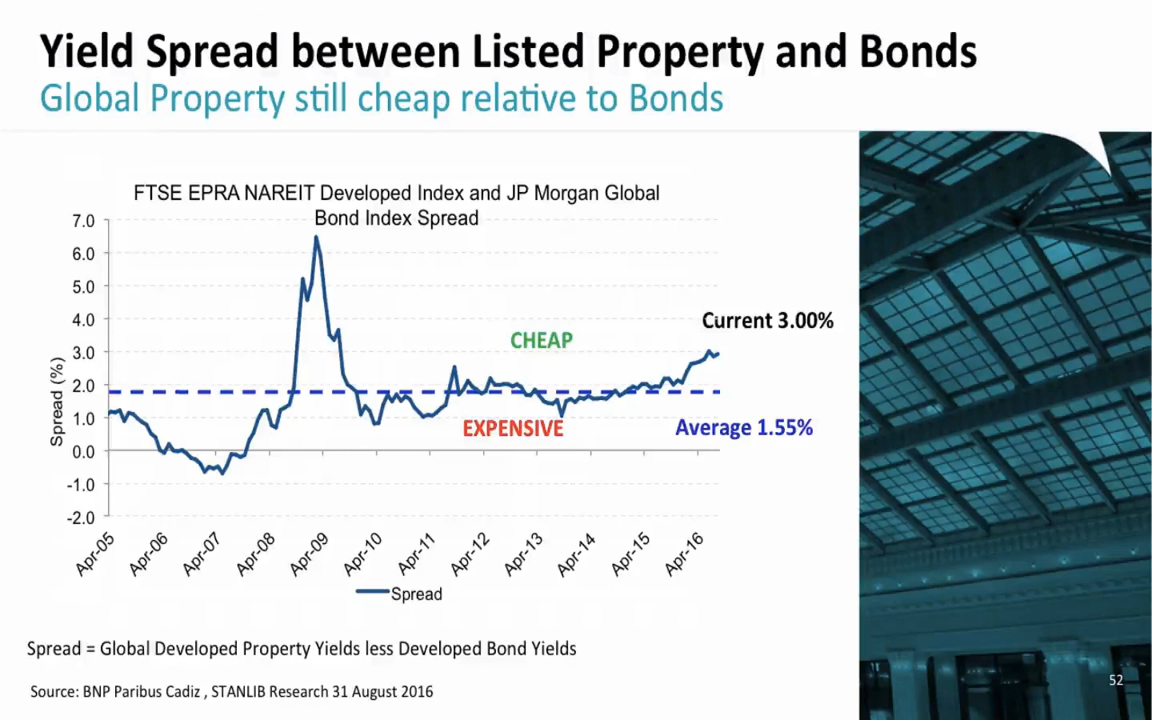 Yield Spread between Listed Property and Bonds
Global Property still cheap relative to Bonds
FTSE EPRA NAREIT Developed Index and JP Morgan Global
Bond Index Spread
7.0
6.0
5.0
4.0
3.0
2.0
1.0
0.0
-1.0
-2.0
Spread (%)
CHEAP
Current 3.00%
EXPENSIVE
Average 1.55%
Apr-05
Apr-06
Apr-07
Apr-08
Apr-09
Apr-10
Apr-11
Apr-12
Apr-13
Apr-14
Apr-15
Apr-16
Spread
Spread = Global Developed Property Yields less Developed Bond Yields
Source: BNP Paribus Cadiz , STANLIB Research 31 August 2016
52